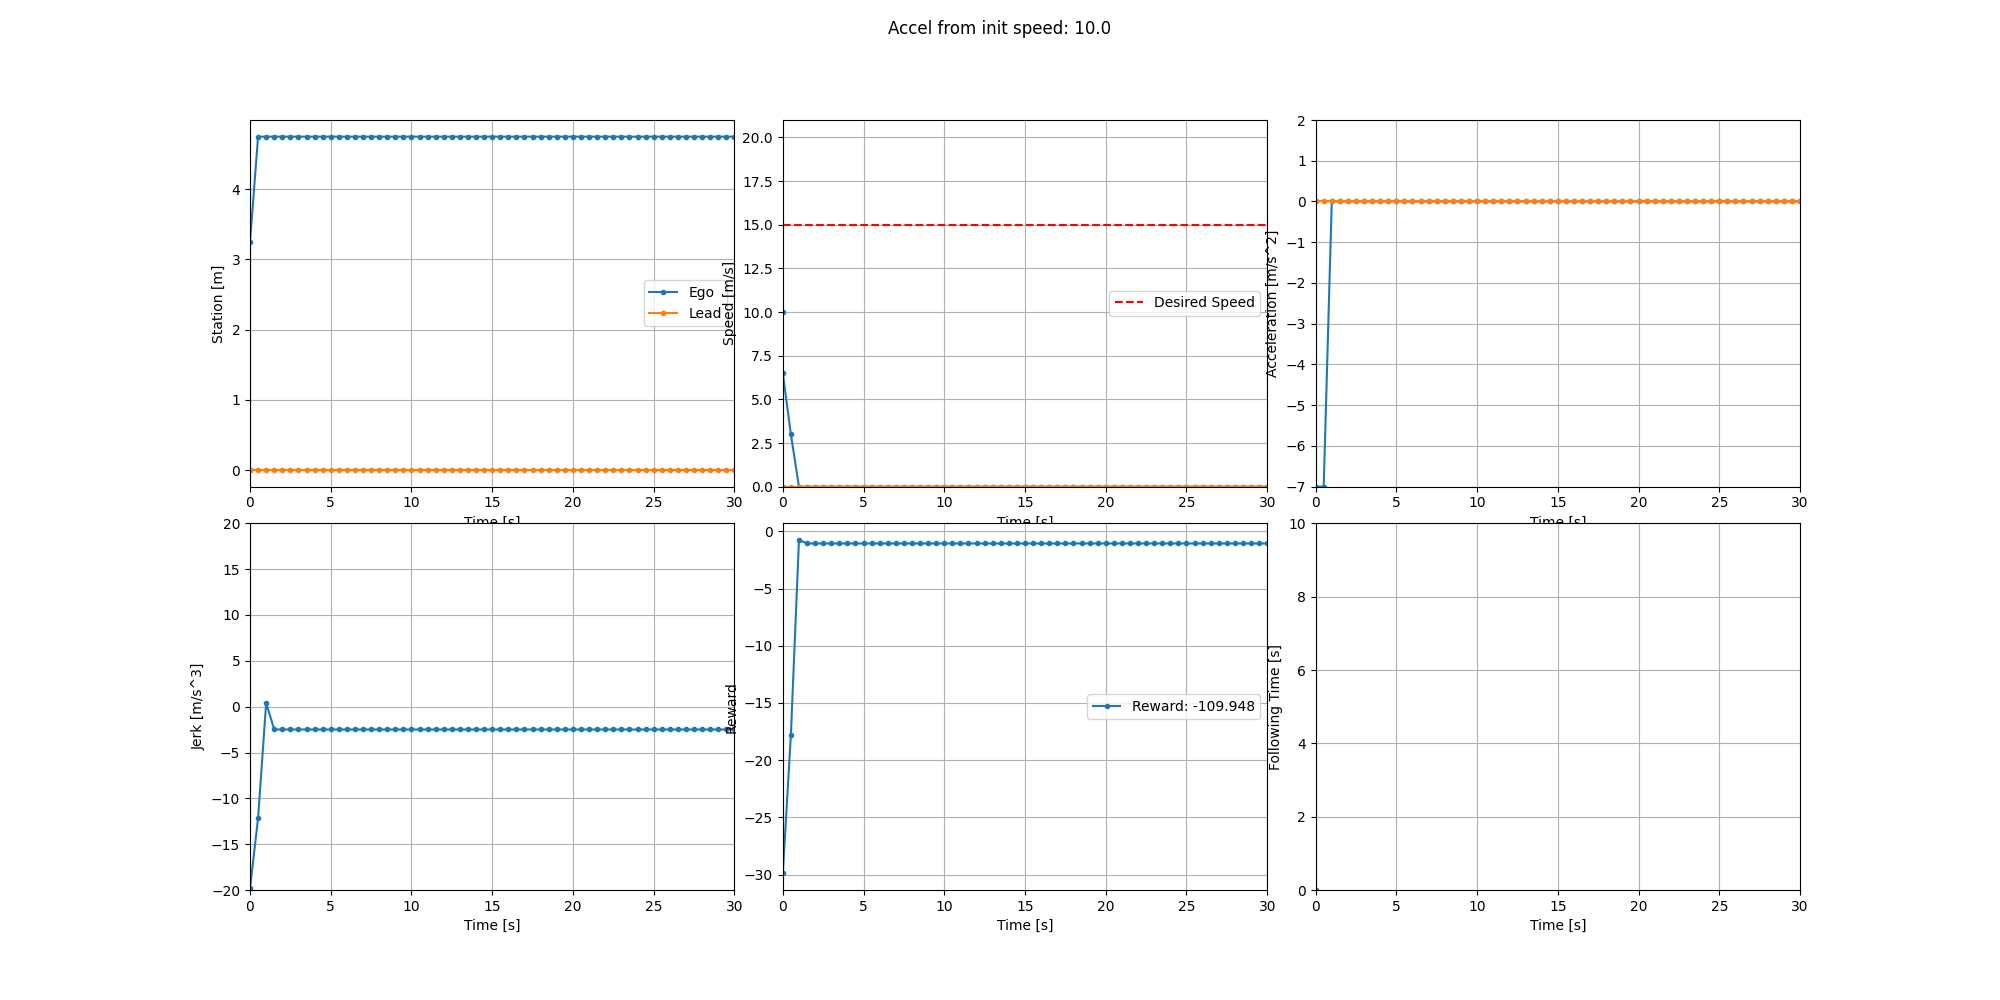 Accel from init speed: 10.0
4
3
2
1
0
Station [m]
Ego
Lead
0 5 10 15 20 25 30
Time [s]
20.0
17.5
15.0
12.5
10.0
7.5
5.0
2.5
0.0
Speed [m/s]
Desired Speed
0 5 10 15 20 25 30
Time [s]
2
1
0
−1
−2
−3
−4
−5
−6
−7
Acceleration [m/s^2]
0 5 10 15 20 25 30
Time [s]
20
15
10
5
0
−5
−10
−15
−20
Jerk [m/s^3]
0 5 10 15 20 25 30
Time [s]
0
−5
−10
−15
−20
−25
−30
Reward
Reward: -109.948
0 5 10 15 20 25 30
Time [s]
10
8
6
4
2
0
Following Time [s]
0 5 10 15 20 25 30
Time [s]